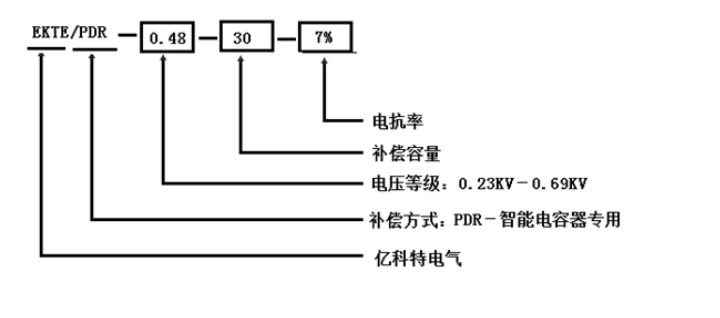 EKTE/PDR - 0.48 - 30 - 7%
电抗率
补偿容量
电压等级：0.23KV－0.69KV
补偿方式：PDR－智能电容器专用
亿科特电气